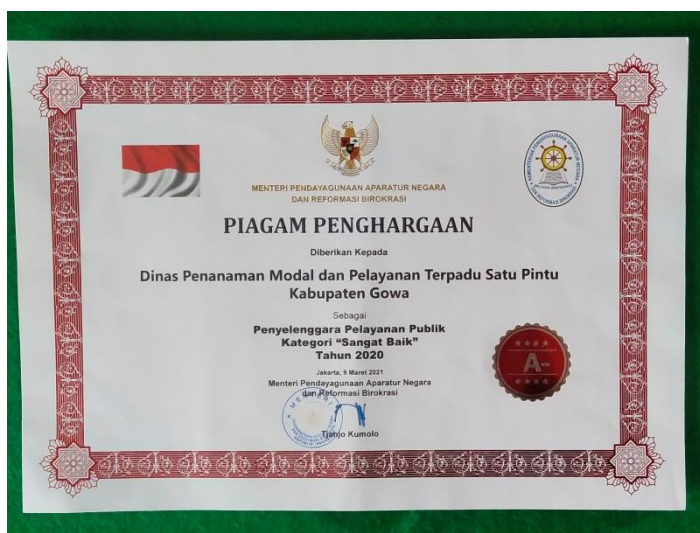 MENTERI PENDAYAGUNAAN APARATUR NEGARA
DAN REFORMASI BIROKRASI
PIAGAM PENGHARGAAN
Diberikan Kepada
Dinas Penanaman Modal dan Pelayanan Terpadu Satu Pintu
Kabupaten Gowa
Sebagai
Penyelenggara Pelayanan Publik
Kategori “Sangat Baik”
Tahun 2020
A-
Jakarta, 9 Maret 2021
Menteri Pendayagunaan Aparatur Negara
dan Reformasi Birokrasi
MENTERI
Tjahjo Kumolo